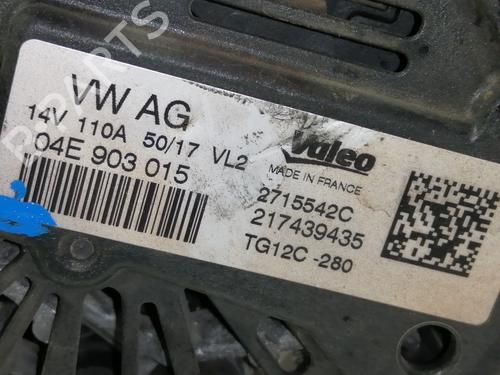 VW AG
14V 110A 50/17 VL2
04E 903 015
Valeo
MADE IN FRANCE
2715542C
217439435
TG12C -280